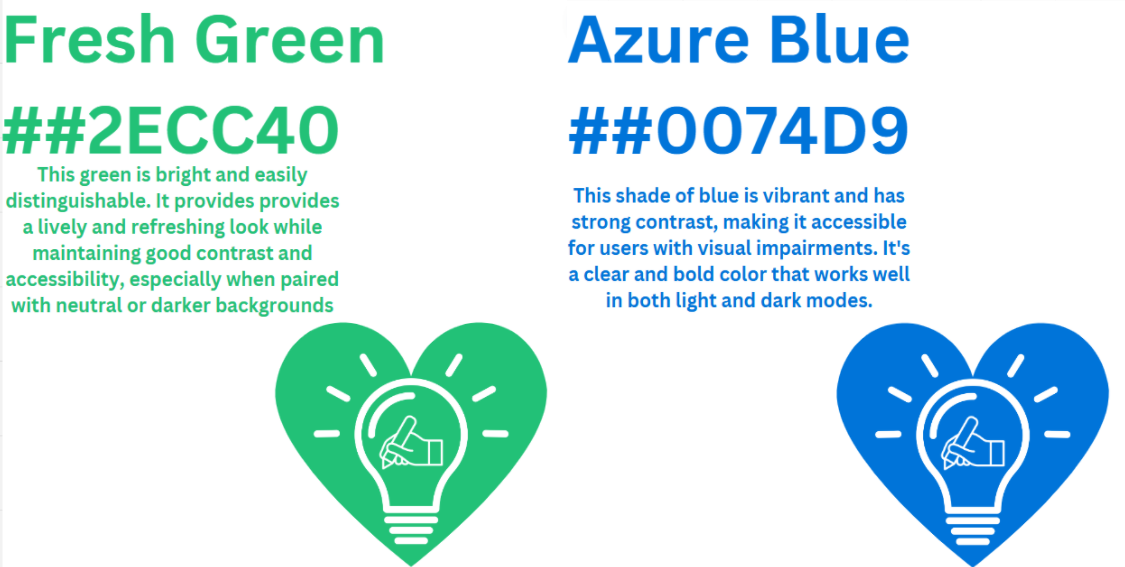 Fresh Green
##2ECC40
This green is bright and easily
distinguishable. It provides provides
a lively and refreshing look while
maintaining good contrast and
accessibility, especially when paired
with neutral or darker backgrounds
Azure Blue
##0074D9
This shade of blue is vibrant and has
strong contrast, making it accessible
for users with visual impairments. It's
a clear and bold color that works well
in both light and dark modes.